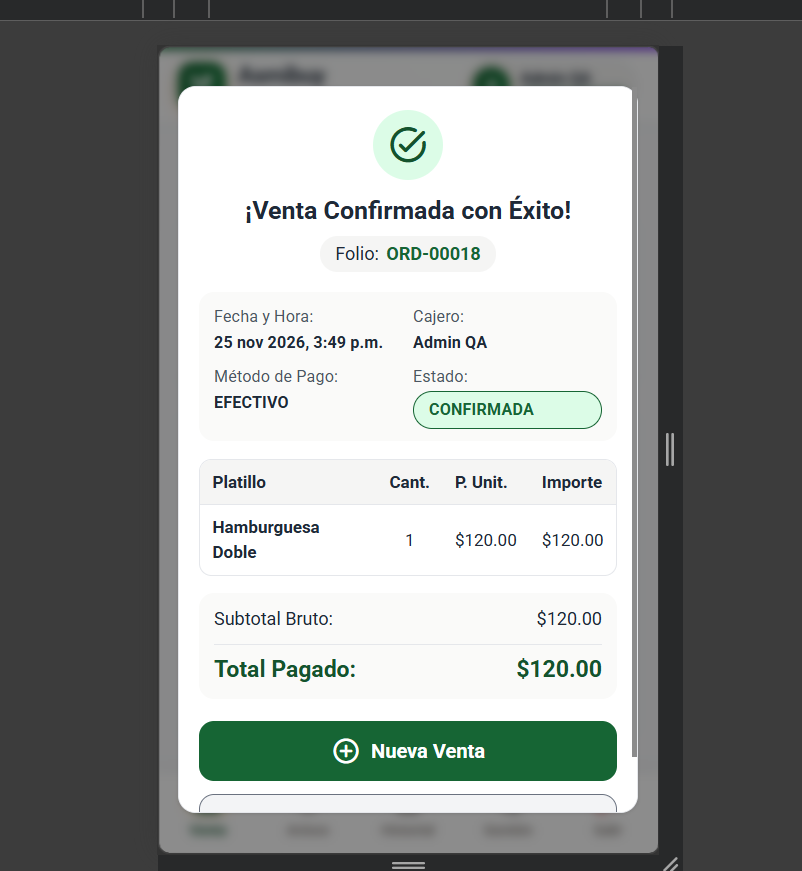 ¡Venta Confirmada con Éxito!
Folio: ORD-00018
Fecha y Hora: Cajero:
25 nov 2026, 3:49 p.m. Admin QA
Método de Pago: Estado:
EFECTIVO CONFIRMADA
Platillo Cant. P. Unit. Importe
Hamburguesa
Doble 1 $120.00 $120.00
Subtotal Bruto: $120.00
Total Pagado: $120.00
Nueva Venta